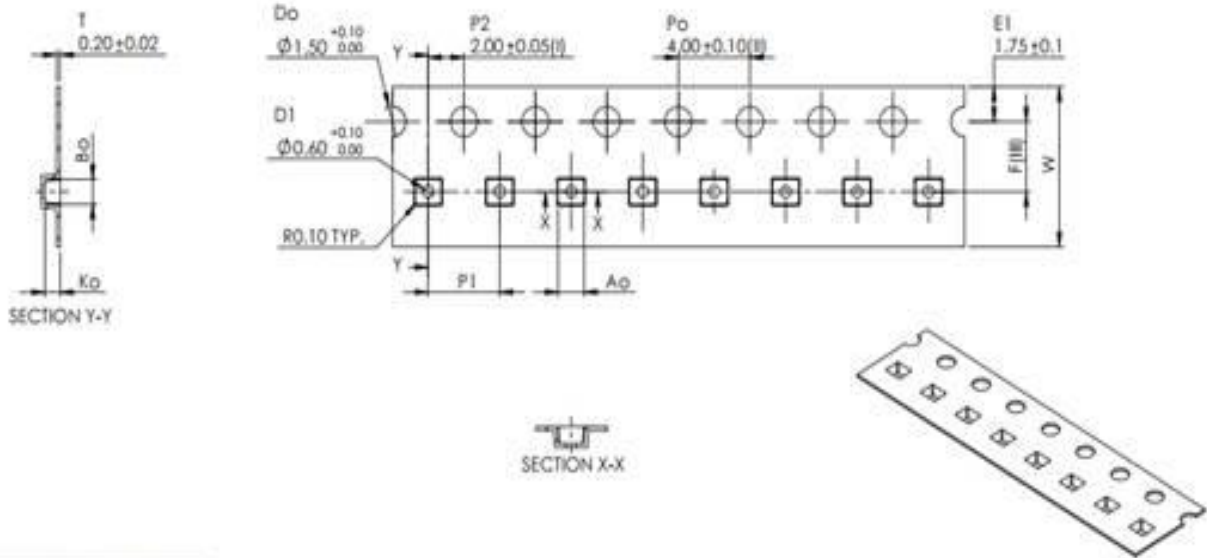 T
0.20±0.02
Do
Ø1.50 +0.10 0.00
Y
P2
2.00±0.05(I)
Po
4.00±0.10(II)
E1
1.75±0.1
D1
Ø0.60 +0.10 0.00
Bo
F(III)
W
X
X
R0.10 TYP.
Y
Ko
P1
Ao
SECTION Y-Y
SECTION X-X